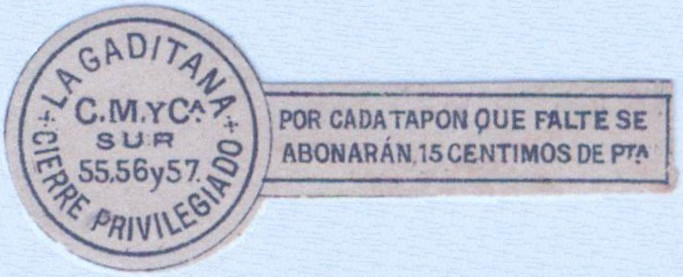 + LA GADITANA +
C.M.YCA.
SUR
55,56y57.
CIERRE PRIVILEGIADO
POR CADA TAPON QUE FALTE SE
ABONARÁN, 15 CENTIMOS DE PTA